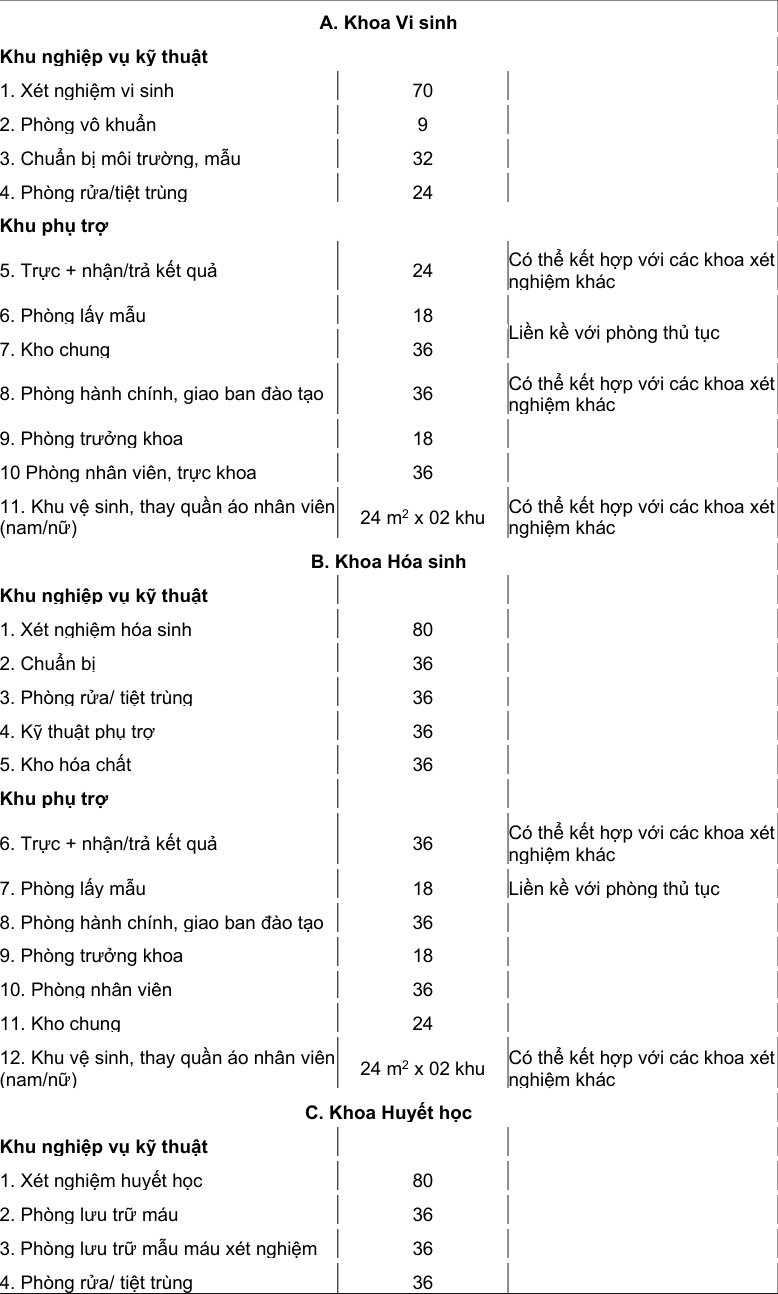 A. Khoa Vi sinh
Khu nghiệp vụ kỹ thuật
1. Xét nghiệm vi sinh 70
2. Phòng vô khuẩn 9
3. Chuẩn bị môi trường, mẫu 32
4. Phòng rửa/tiệt trùng 24
Khu phụ trợ
5. Trực + nhận/trả kết quả 24 Có thể kết hợp với các khoa xét
nghiệm khác
6. Phòng lấy mẫu 18
Liền kề với phòng thủ tục
7. Kho chung 36
8. Phòng hành chính, giao ban đào tạo 36 Có thể kết hợp với các khoa xét
nghiệm khác
9. Phòng trưởng khoa 18
10 Phòng nhân viên, trực khoa 36
11. Khu vệ sinh, thay quần áo nhân viên
(nam/nữ) 24 m² x 02 khu Có thể kết hợp với các khoa xét
nghiệm khác
B. Khoa Hóa sinh
Khu nghiệp vụ kỹ thuật
1. Xét nghiệm hóa sinh 80
2. Chuẩn bị 36
3. Phòng rửa/ tiệt trùng 36
4. Kỹ thuật phụ trợ 36
5. Kho hóa chất 36
Khu phụ trợ
6. Trực + nhận/trả kết quả 36 Có thể kết hợp với các khoa xét
nghiệm khác
7. Phòng lấy mẫu 18 Liền kề với phòng thủ tục
8. Phòng hành chính, giao ban đào tạo 36
9. Phòng trưởng khoa 18
10. Phòng nhân viên 36
11. Kho chung 24
12. Khu vệ sinh, thay quần áo nhân viên
(nam/nữ) 24 m² x 02 khu Có thể kết hợp với các khoa xét
nghiệm khác
C. Khoa Huyết học
Khu nghiệp vụ kỹ thuật
1. Xét nghiệm huyết học 80
2. Phòng lưu trữ máu 36
3. Phòng lưu trữ mẫu máu xét nghiệm 36
4. Phòng rửa/ tiệt trùng 36